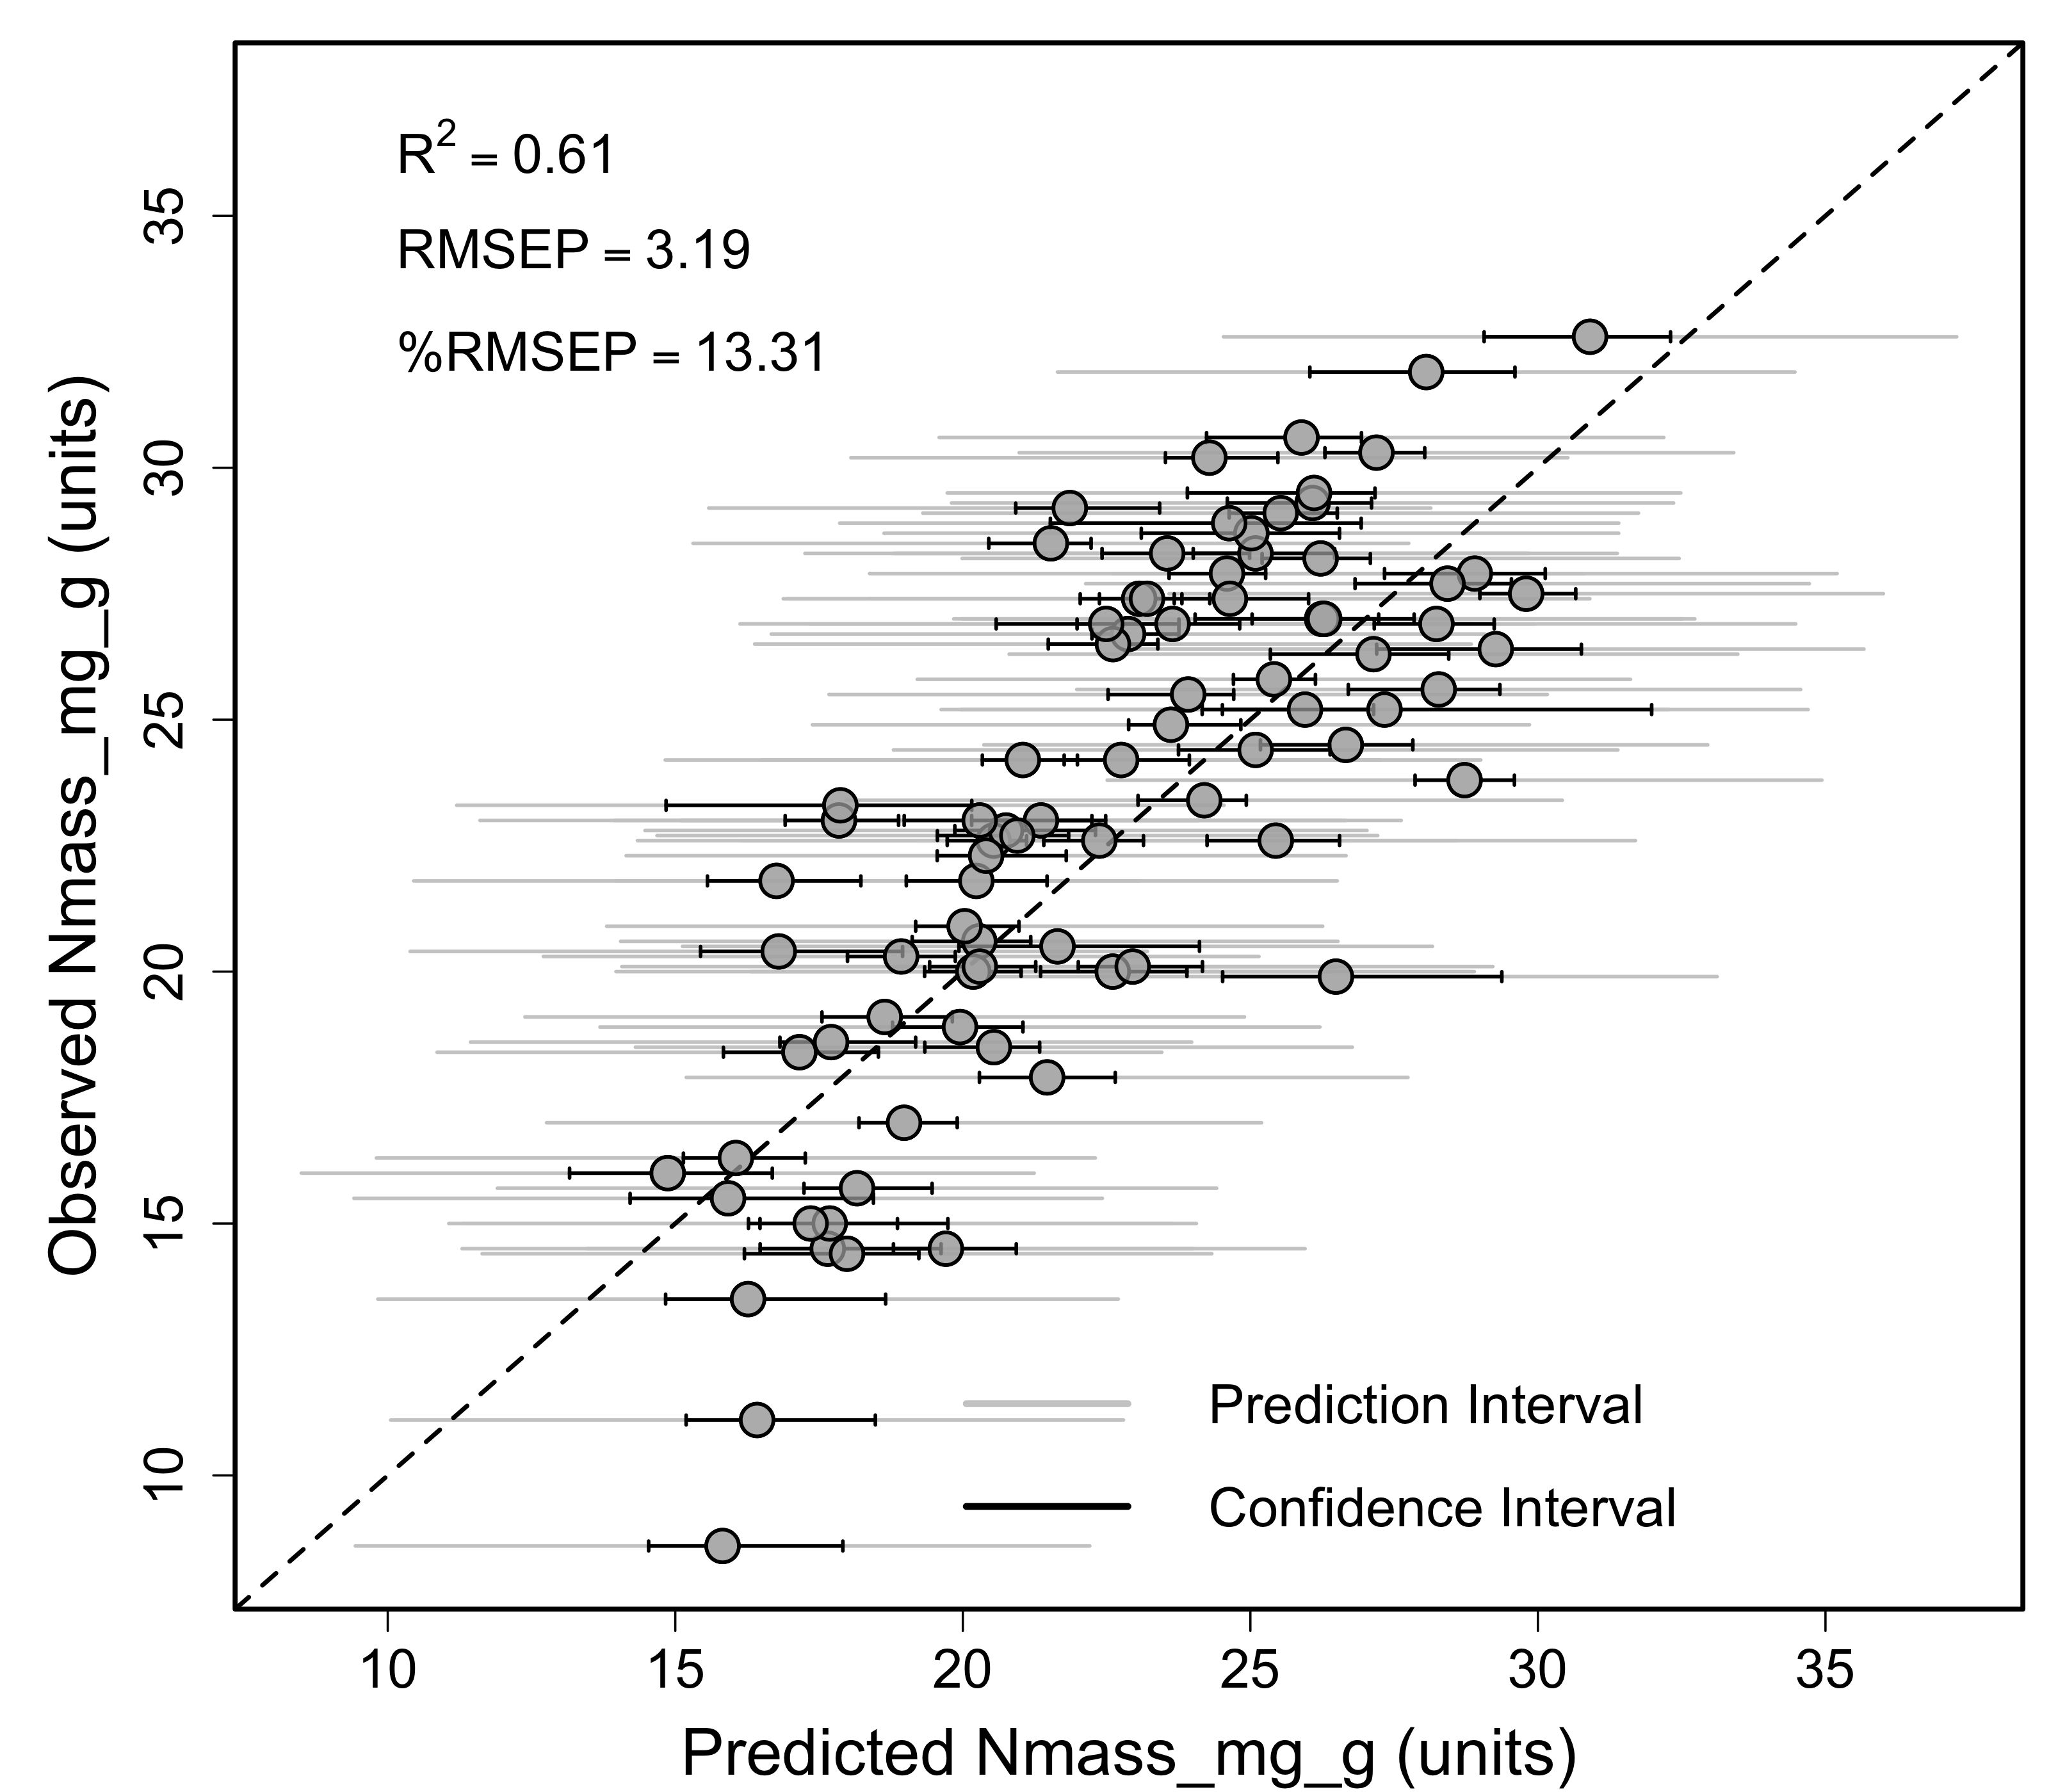 R2 = 0.61
RMSEP = 3.19
%RMSEP = 13.31
Observed Nmass_mg_g (units)
35
30
25
20
15
10
Prediction Interval
Confidence Interval
10 15 20 25 30 35
Predicted Nmass_mg_g (units)